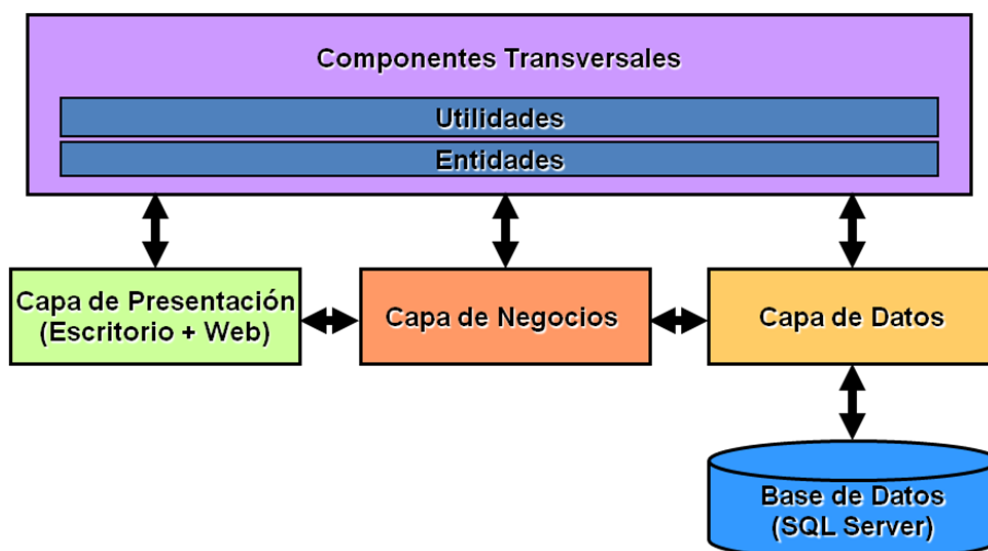 Componentes Transversales
Utilidades
Entidades
Capa de Presentación
(Escritorio + Web)
Capa de Negocios
Capa de Datos
Base de Datos
(SQL Server)